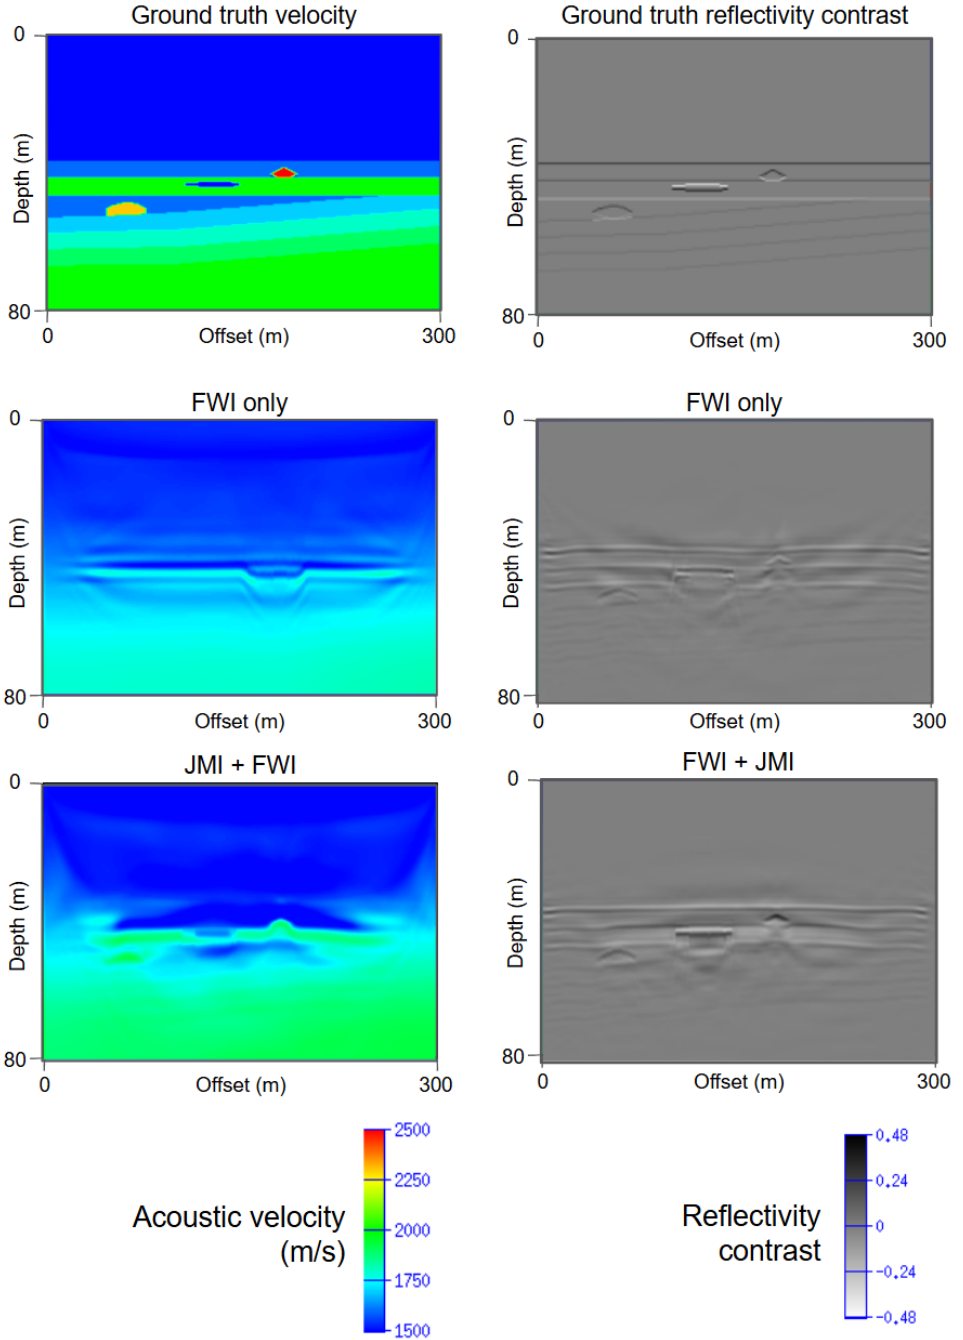 Ground truth velocity
Ground truth reflectivity contrast
0
Depth (m)
80
0
Offset (m)
300
0
Depth (m)
80
0
Offset (m)
300
FWI only
FWI only
0
Depth (m)
80
0
Offset (m)
300
0
Depth (m)
80
0
Offset (m)
300
JMI + FWI
FWI + JMI
0
Depth (m)
80
0
Offset (m)
300
0
Depth (m)
80
0
Offset (m)
300
Acoustic velocity
(m/s)
2500
2250
2000
1750
1500
Reflectivity
contrast
0.48
0.24
0
-0.24
-0.48